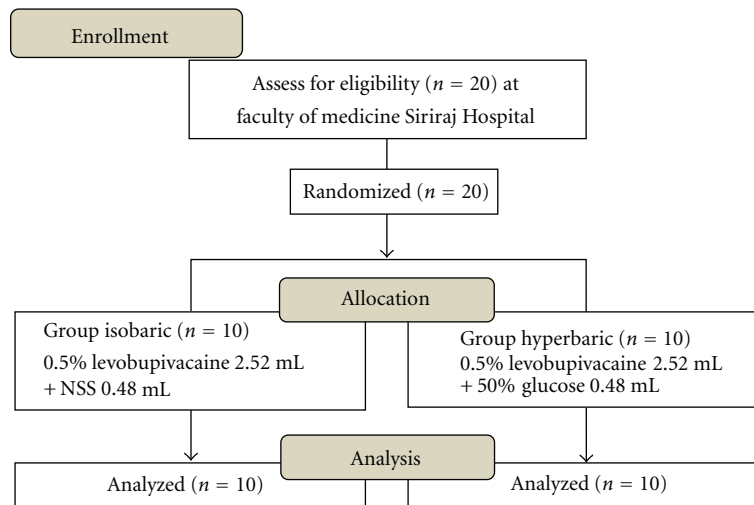 Enrollment
Assess for eligibility (n = 20) at
faculty of medicine Siriraj Hospital
Randomized (n = 20)
Allocation
Group isobaric (n = 10)
0.5% levobupivacaine 2.52 mL
+ NSS 0.48 mL
Group hyperbaric (n = 10)
0.5% levobupivacaine 2.52 mL
+ 50% glucose 0.48 mL
Analysis
Analyzed (n = 10)
Analyzed (n = 10)